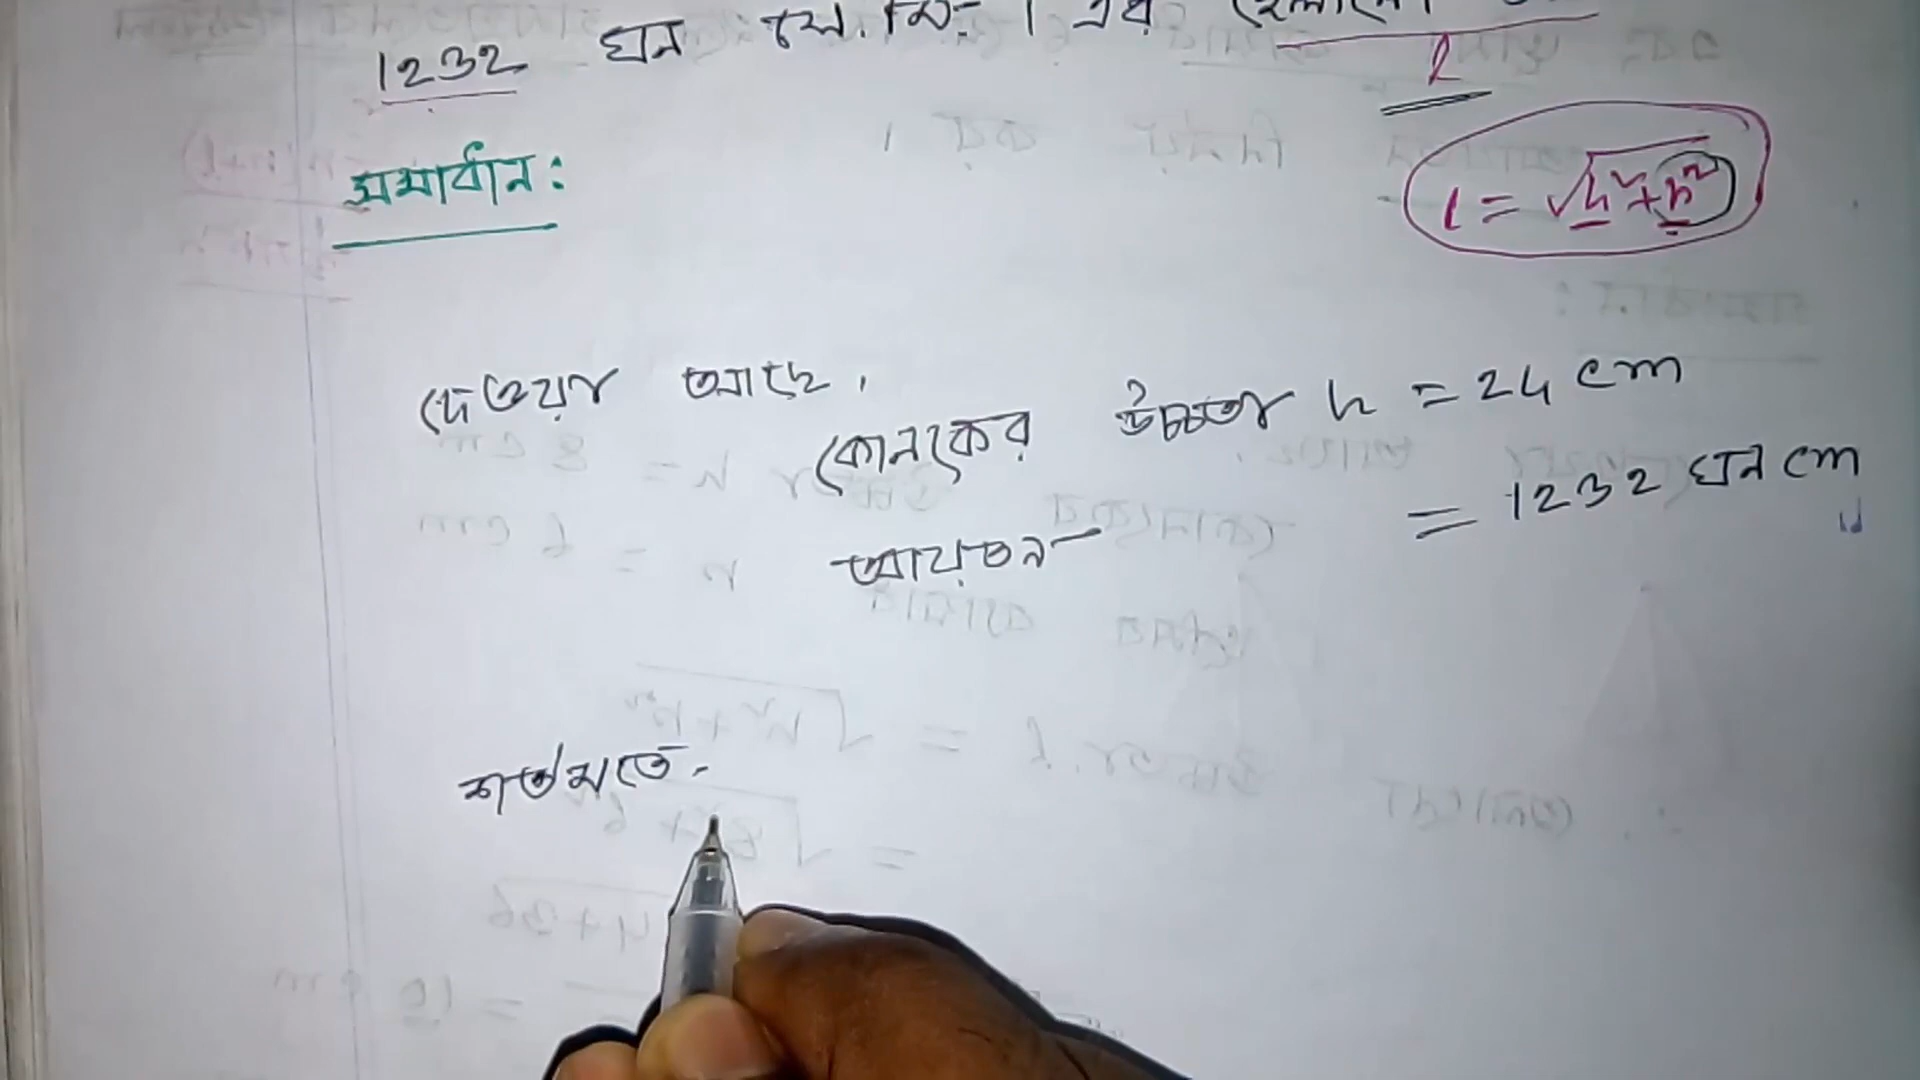 1232 ঘন সে.মি. । এর হেলানো
l
সমাধান:
l = √h²+r²
দেওয়া আছে,
কোনকের উচ্চতা h = 24 cm
আয়তন = 1232 ঘন cm
শর্তমতে,